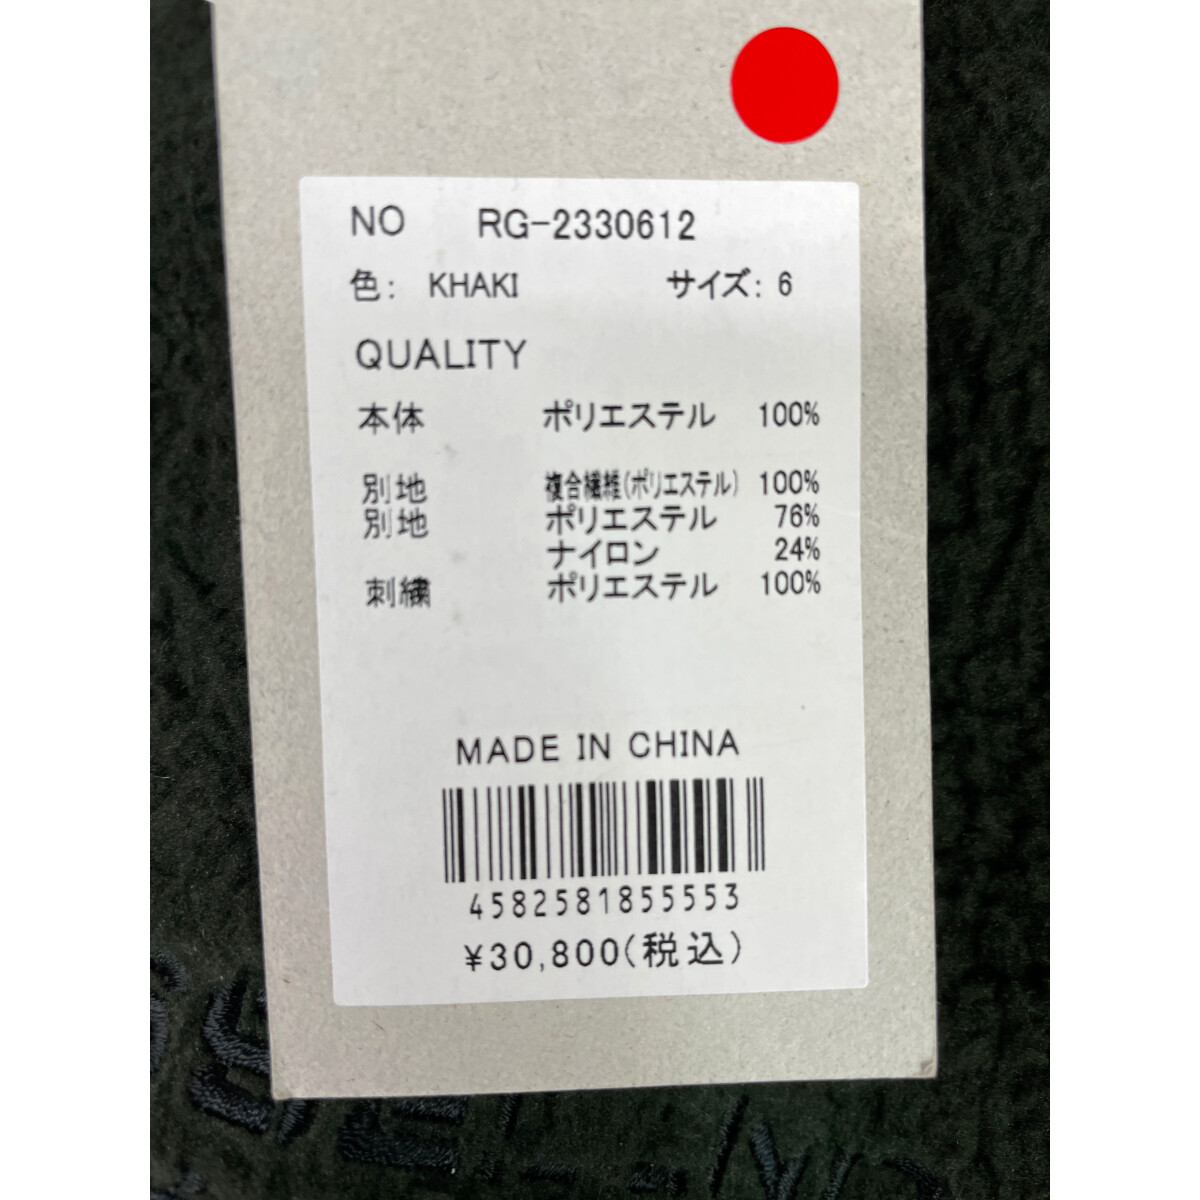 NO RG-2330612
色: KHAKI サイズ: 6
QUALITY
本体 ポリエステル 100%
別地 複合繊維(ポリエステル) 100%
別地 ポリエステル 76%
ナイロン 24%
刺繍 ポリエステル 100%
MADE IN CHINA
4582581855553
¥30,800(税込)